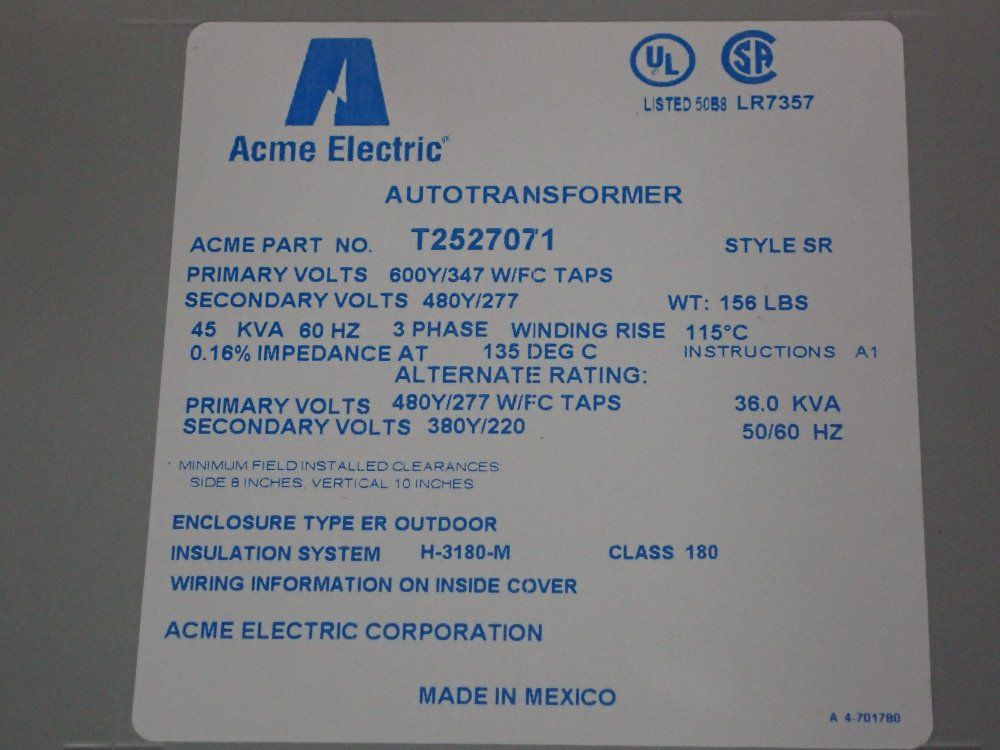 UL SA
LISTED 50B8 LR7357
Acme Electric
AUTOTRANSFORMER
ACME PART NO. T2527071 STYLE SR
PRIMARY VOLTS 600Y/347 W/FC TAPS
SECONDARY VOLTS 480Y/277 WT: 156 LBS
45 KVA 60 HZ 3 PHASE WINDING RISE 115°C
0.16% IMPEDANCE AT 135 DEG C INSTRUCTIONS A1
ALTERNATE RATING:
PRIMARY VOLTS 480Y/277 W/FC TAPS 36.0 KVA
SECONDARY VOLTS 380Y/220 50/60 HZ
MINIMUM FIELD INSTALLED CLEARANCES
SIDE 8 INCHES, VERTICAL 10 INCHES
ENCLOSURE TYPE ER OUTDOOR
INSULATION SYSTEM H-3180-M CLASS 180
WIRING INFORMATION ON INSIDE COVER
ACME ELECTRIC CORPORATION
MADE IN MEXICO
A 4-701780